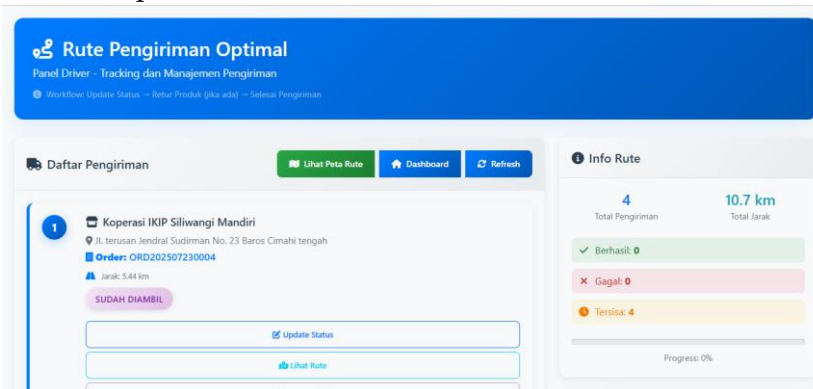 Rute Pengiriman Optimal
Panel Driver - Tracking dan Manajemen Pengiriman
Workflow: Update Status → Retur Produk (jika ada) → Selesai Pengiriman
Daftar Pengiriman
Lihat Peta Rute
Dashboard
Refresh
1
Koperasi IKIP Siliwangi Mandiri
Jl. terusan Jendral Sudirman No. 23 Baros Cimahi tengah
Order: ORD202507230004
Jarak: 5.44 km
SUDAH DIAMBIL
Update Status
Lihat Rute
Info Rute
4
Total Pengiriman
10.7 km
Total Jarak
Berhasil: 0
Gagal: 0
Tersisa: 4
Progress: 0%